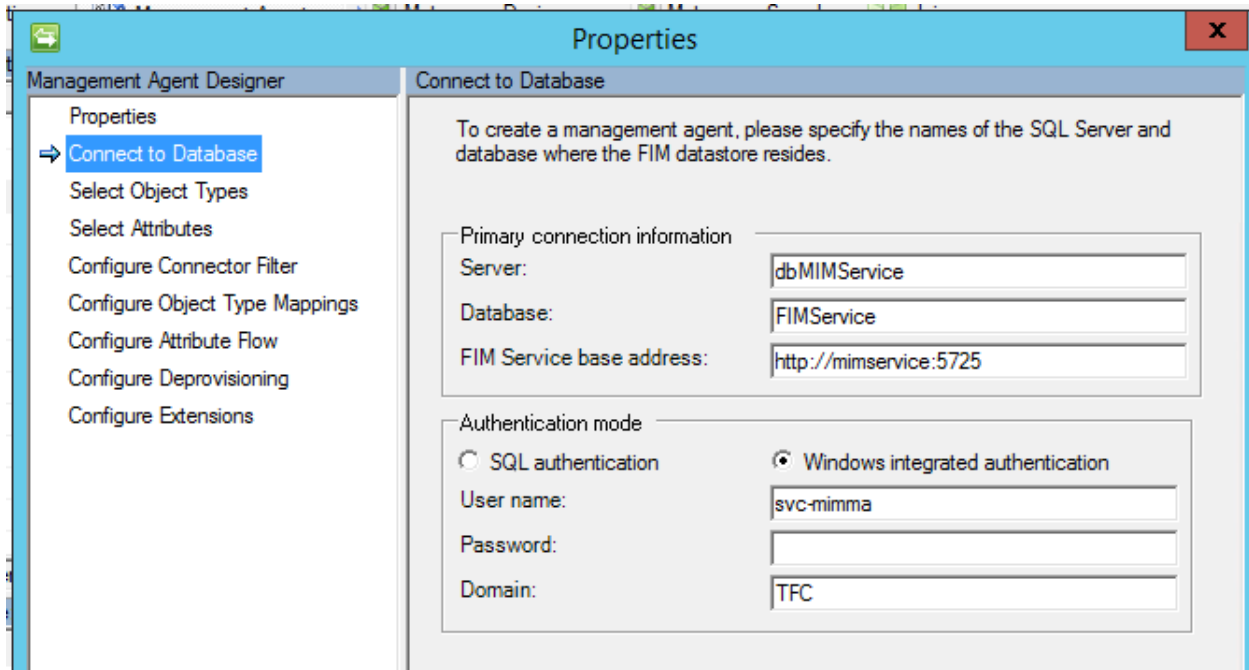 Properties
x
Management Agent Designer
Connect to Database
Properties
Connect to Database
Select Object Types
Select Attributes
Configure Connector Filter
Configure Object Type Mappings
Configure Attribute Flow
Configure Deprovisioning
Configure Extensions
To create a management agent, please specify the names of the SQL Server and
database where the FIM datastore resides.
Primary connection information
Server:
dbMIMService
Database:
FIMService
FIM Service base address:
http://mimservice:5725
Authentication mode
SQL authentication
Windows integrated authentication
User name:
svc-mimma
Password:
Domain:
TFC